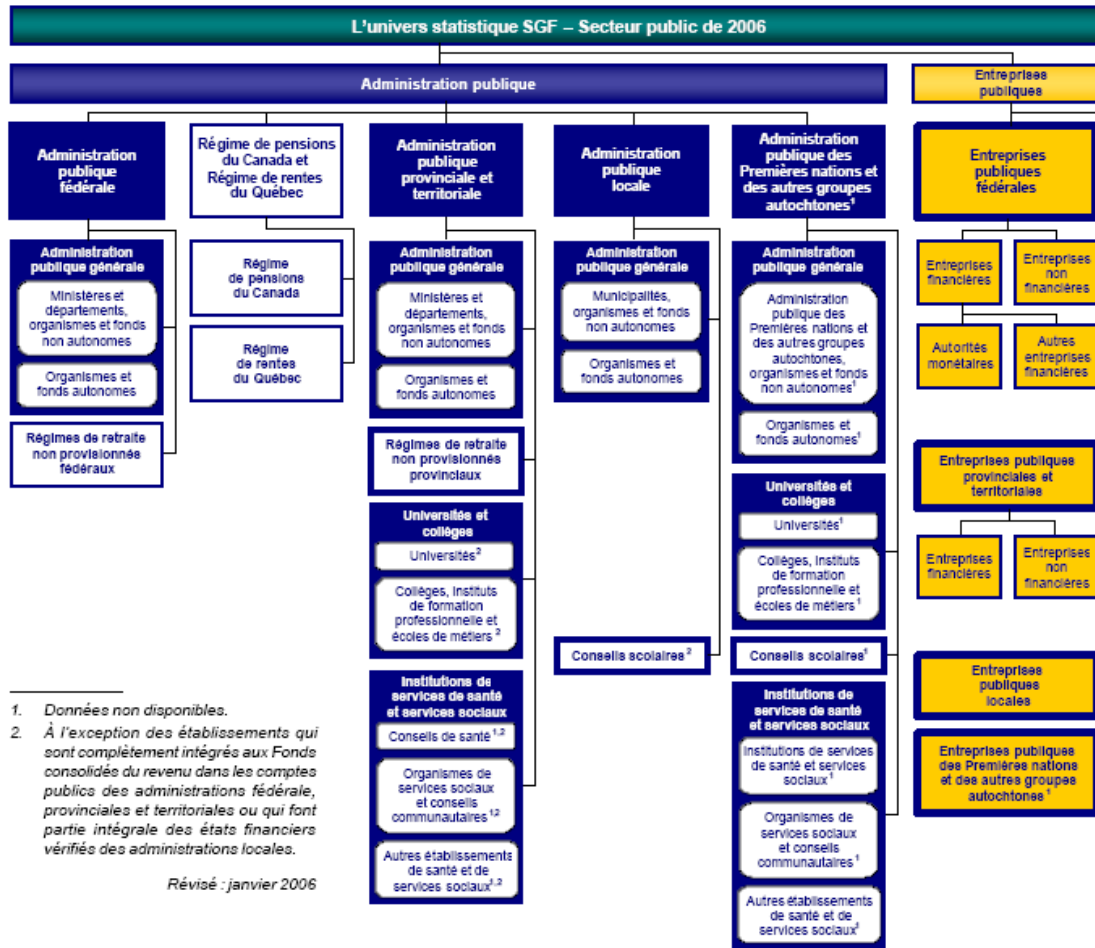 L'univers statistique SGF – Secteur public de 2006
Administration publique
Entreprises
publiques
Administration
publique
fédérale
Régime de pensions
du Canada et
Régime de rentes
du Québec
Administration
publique
provinciale et
territoriale
Administration
publique
locale
Administration
publique des
Premières nations et
des autres groupes
autochtones¹
Entreprises
publiques
fédérales
Administration
publique générale
Ministères et
départements,
organismes et fonds
non autonomes
Organismes et
fonds autonomes
Régimes de retraite
non provisionnés
fédéraux
Régime
de pensions
du Canada
Régime
de rentes
du Québec
Administration
publique générale
Ministères et
départements,
organismes et fonds
non autonomes
Organismes et
fonds autonomes
Régimes de retraite
non provisionnés
provinciaux
Universités et
collèges
Universités²
Collèges, Instituts
de formation
professionnelle et
écoles de métiers ²
Institutions de
services de santé
et services sociaux
Conseils de santé¹,²
Organismes de
services sociaux
et conseils
communautaires¹,²
Autres établissements
de santé et de
services sociaux¹,²
Administration
publique générale
Municipalités,
organismes et fonds
non autonomes
Organismes et
fonds autonomes
Conseils scolaires²
Administration
publique générale
Administration
publique des
Premières nations et
des autres groupes
autochtones,
organismes et fonds
non autonomes¹
Organismes et
fonds autonomes¹
Universités et
collèges
Universités¹
Collèges, Instituts
de formation
professionnelle et
écoles de métiers¹
Conseils scolaires¹
Institutions de
services de santé
et services sociaux
Institutions de services
de santé et services
sociaux¹
Organismes de
services sociaux
et conseils
communautaires¹
Autres établissements
de santé et de
services sociaux¹
Entreprises
financières
Entreprises
non
financières
Autorités
monétaires
Autres
entreprises
financières
Entreprises publiques
provinciales et
territoriales
Entreprises
financières
Entreprises
non
financières
Entreprises
publiques
locales
Entreprises publiques
des Premières nations
et des autres groupes
autochtones ¹
1. Données non disponibles.
2. À l'exception des établissements qui
sont complètement intégrés aux Fonds
consolidés du revenu dans les comptes
publics des administrations fédérale,
provinciales et territoriales ou qui font
partie intégrale des états financiers
vérifiés des administrations locales.
Révisé : janvier 2006